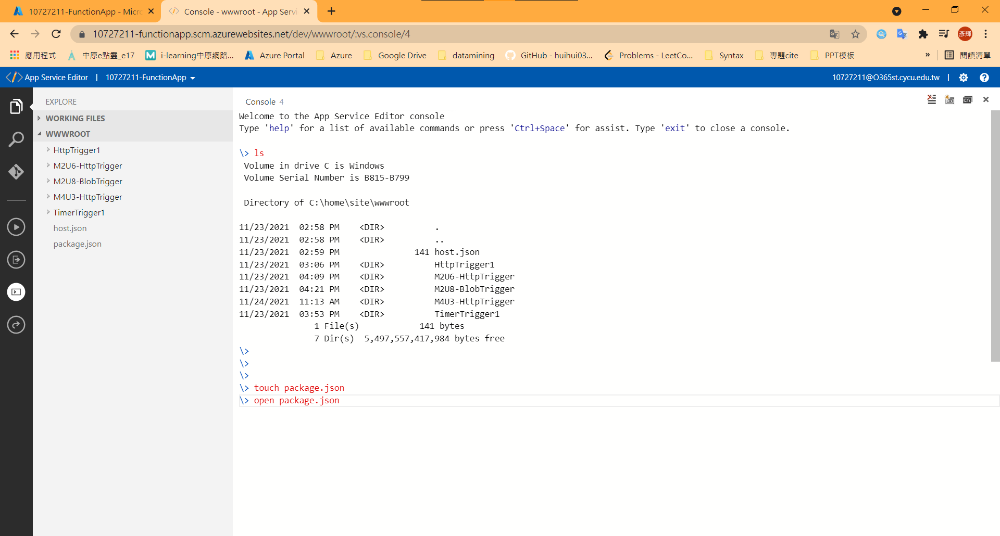 10727211-FunctionApp - Micro
Console - wwwroot - App Servi
10727211-functionapp.scm.azurewebsites.net/dev/wwwroot/:vs.console/4
彥輝
應用程式
中原e點靈_e17
i-learning中原網路...
Azure Portal
Azure
Google Drive
datamining
GitHub - huihui03...
Problems - LeetCo...
Syntax
專題cite
PPT模板
»
閱讀清單
App Service Editor | 10727211-FunctionApp
10727211@O365st.cycu.edu.tw |
EXPLORE
WORKING FILES
WWWROOT
HttpTrigger1
M2U6-HttpTrigger
M2U8-BlobTrigger
M4U3-HttpTrigger
TimerTrigger1
host.json
package.json
Console 4
Welcome to the App Service Editor console
Type 'help' for a list of available commands or press 'Ctrl+Space' for assist. Type 'exit' to close a console.
\> ls
Volume in drive C is Windows
Volume Serial Number is B815-B799
Directory of C:\home\site\wwwroot
11/23/2021 02:58 PM <DIR> .
11/23/2021 02:58 PM <DIR> ..
11/23/2021 02:59 PM 141 host.json
11/23/2021 03:06 PM <DIR> HttpTrigger1
11/23/2021 04:09 PM <DIR> M2U6-HttpTrigger
11/23/2021 04:21 PM <DIR> M2U8-BlobTrigger
11/24/2021 11:13 AM <DIR> M4U3-HttpTrigger
11/23/2021 03:53 PM <DIR> TimerTrigger1
1 File(s) 141 bytes
7 Dir(s) 5,497,557,417,984 bytes free
\>
\>
\>
\> touch package.json
\> open package.json